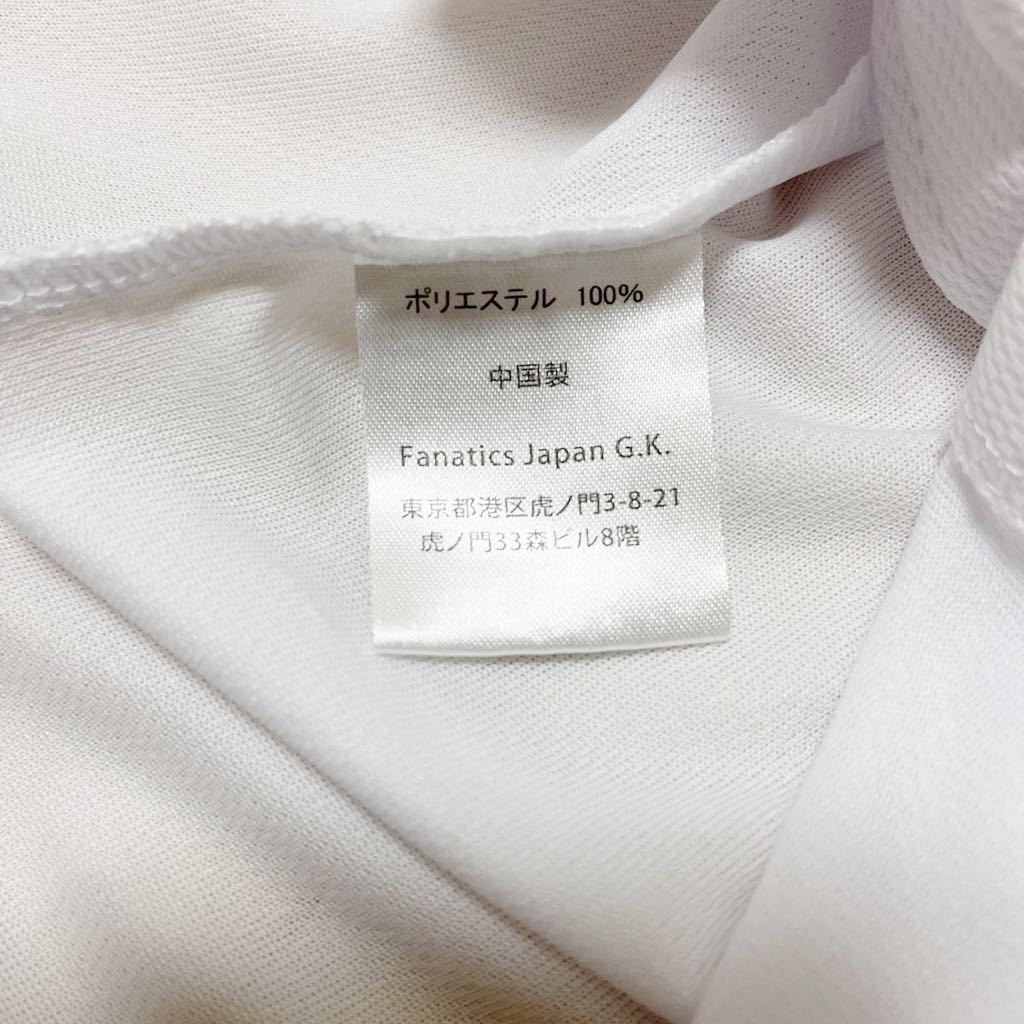 ポリエステル 100%
中国製
Fanatics Japan G.K.
東京都港区虎ノ門3-8-21
虎ノ門33森ビル8階